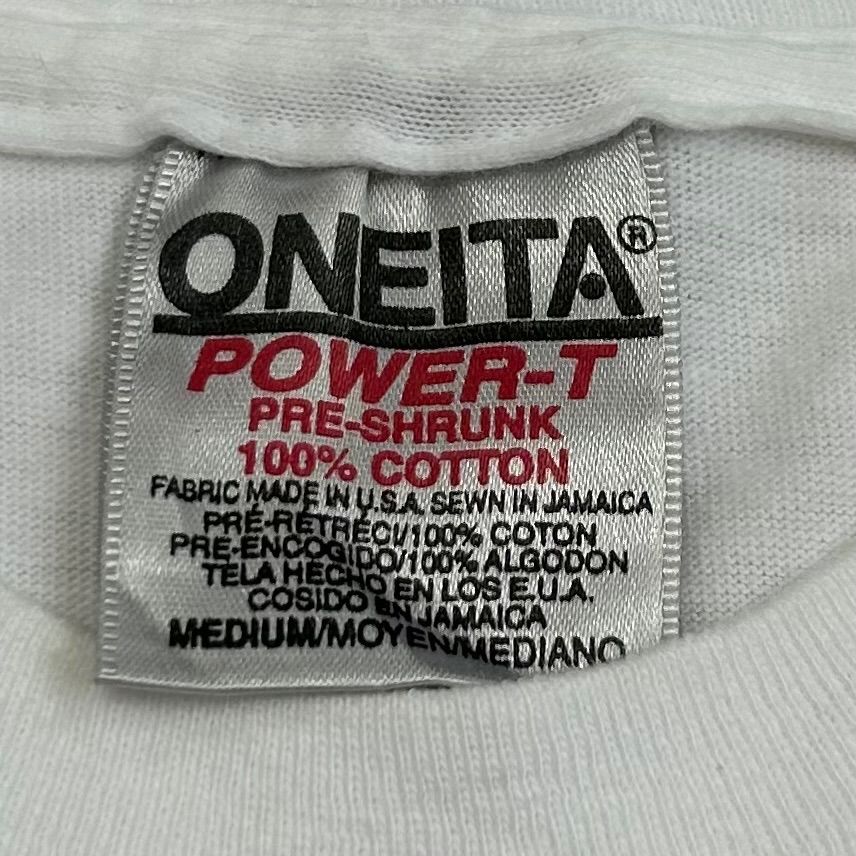 ONEITA®
POWER-T
PRE-SHRUNK
100% COTTON
FABRIC MADE IN U.S.A. SEWN IN JAMAICA
PRÉ-RÉTRÉCI/100% COTON
PRE-ENCOGIDO/100% ALGODON
TELA HECHO EN LOS E.U.A.
COSIDO EN JAMAICA
MEDIUM/MOYEN/MEDIANO